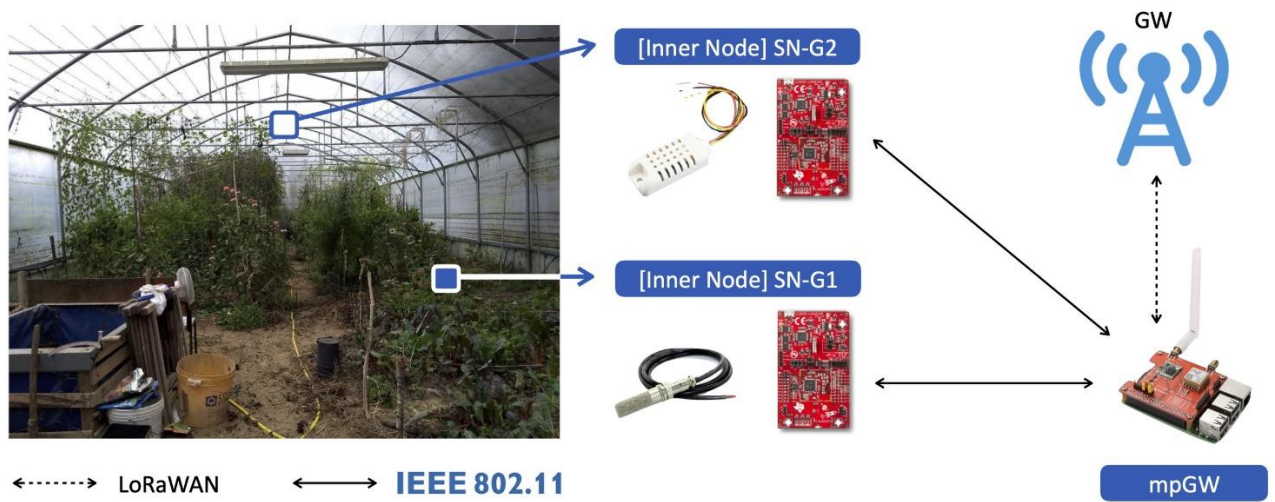 [Inner Node] SN-G2
GW
[Inner Node] SN-G1
LoRaWAN
IEEE 802.11
mpGW